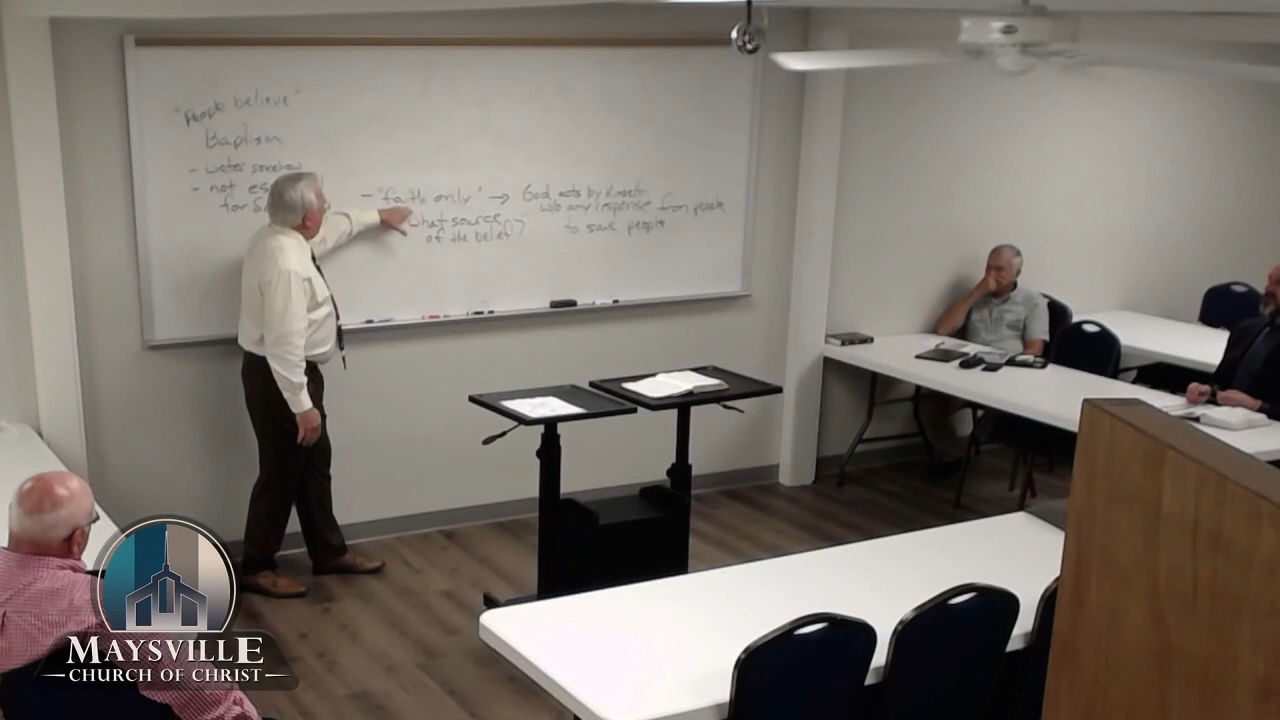 "People believe"
Baptism
- water somehow
- not es
for Sa
- "faith only" → God acts by Himself
w/o any response from people
to save people
what source
of the belief?
MAYSVILLE
CHURCH OF CHRIST